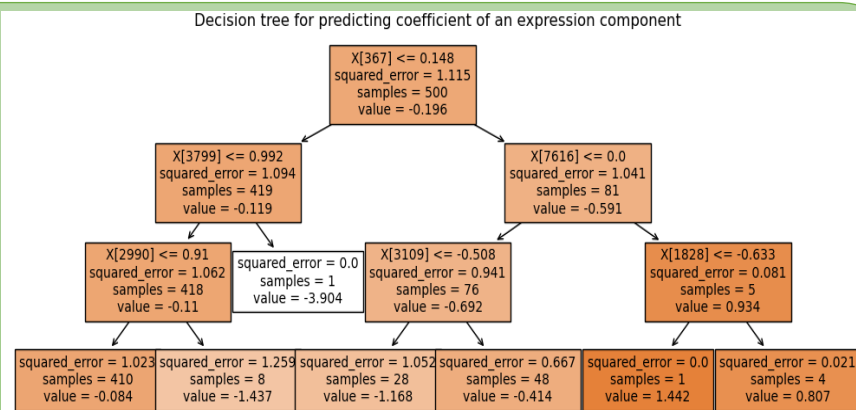 Decision tree for predicting coefficient of an expression component
X[367] <= 0.148
squared_error = 1.115
samples = 500
value = -0.196
X[3799] <= 0.992
squared_error = 1.094
samples = 419
value = -0.119
X[7616] <= 0.0
squared_error = 1.041
samples = 81
value = -0.591
X[2990] <= 0.91
squared_error = 1.062
samples = 418
value = -0.11
squared_error = 0.0
samples = 1
value = -3.904
X[3109] <= -0.508
squared_error = 0.941
samples = 76
value = -0.692
X[1828] <= -0.633
squared_error = 0.081
samples = 5
value = 0.934
squared_error = 1.023
samples = 410
value = -0.084
squared_error = 1.259
samples = 8
value = -1.437
squared_error = 1.052
samples = 28
value = -1.168
squared_error = 0.667
samples = 48
value = -0.414
squared_error = 0.0
samples = 1
value = 1.442
squared_error = 0.021
samples = 4
value = 0.807